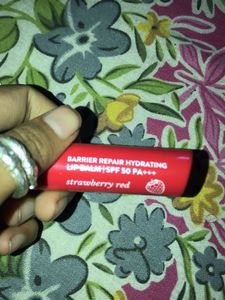 BARRIER REPAIR HYDRATING
LIP BALM | SPF 50 PA+++
strawberry red